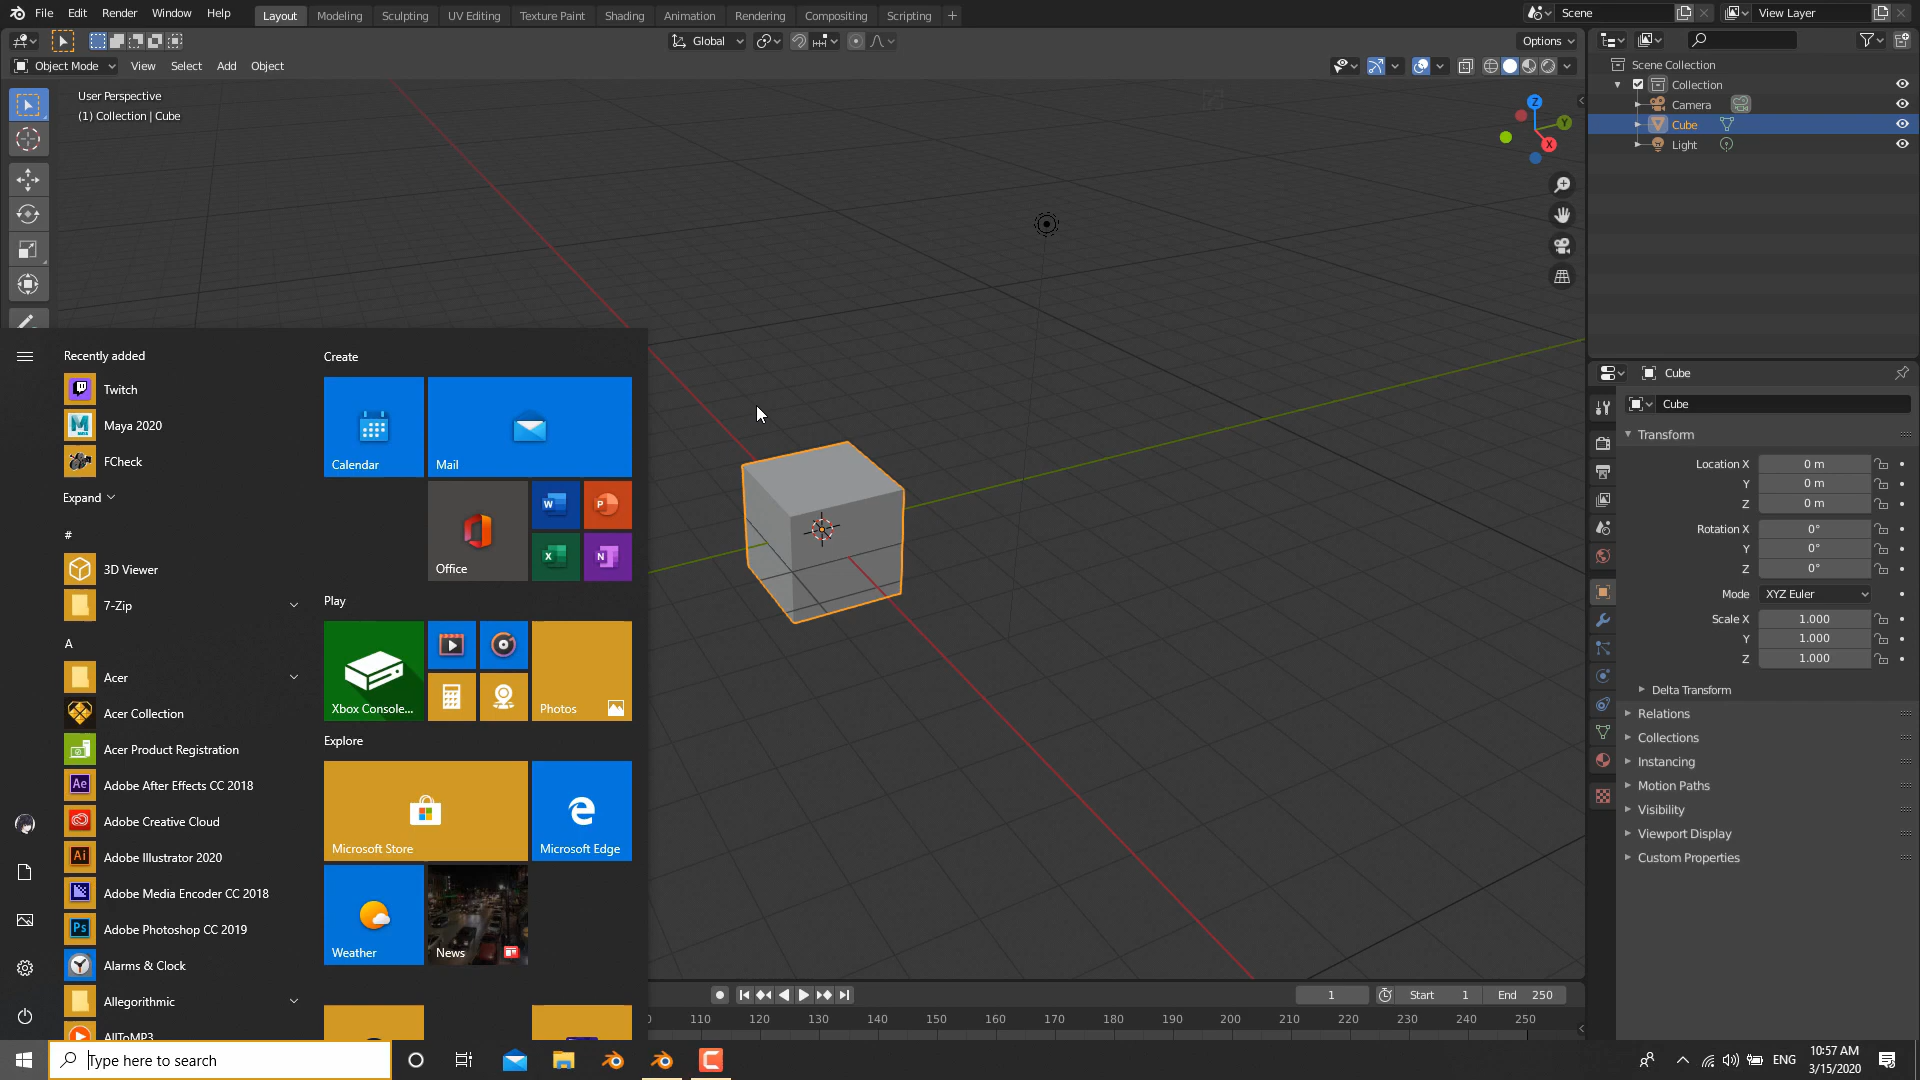 File Edit Render Window Help
Layout Modeling Sculpting UV Editing Texture Paint Shading Animation Rendering Compositing Scripting +
Scene View Layer
Global Options
Object Mode View Select Add Object
User Perspective
(1) Collection | Cube
Z
Y
X
Scene Collection
Collection
Camera
Cube
Light
Cube
Cube
Transform
Location X 0 m
Y 0 m
Z 0 m
Rotation X 0°
Y 0°
Z 0°
Mode XYZ Euler
Scale X 1.000
Y 1.000
Z 1.000
Delta Transform
Relations
Collections
Instancing
Motion Paths
Visibility
Viewport Display
Custom Properties
Recently added
Twitch
Maya 2020
FCheck
Expand
#
3D Viewer
7-Zip
A
Acer
Acer Collection
Acer Product Registration
Ae Adobe After Effects CC 2018
Adobe Creative Cloud
Ai Adobe Illustrator 2020
Adobe Media Encoder CC 2018
Ps Adobe Photoshop CC 2019
Alarms & Clock
Allegorithmic
AllToMP3
Create
Calendar
Mail
Office
W
P
X
N
Play
Xbox Console...
Photos
Explore
Microsoft Store
Microsoft Edge
Weather
News
1 Start 1 End 250
110 120 130 140 150 160 170 180 190 200 210 220 230 240 250
Type here to search
ENG
10:57 AM
3/15/2020